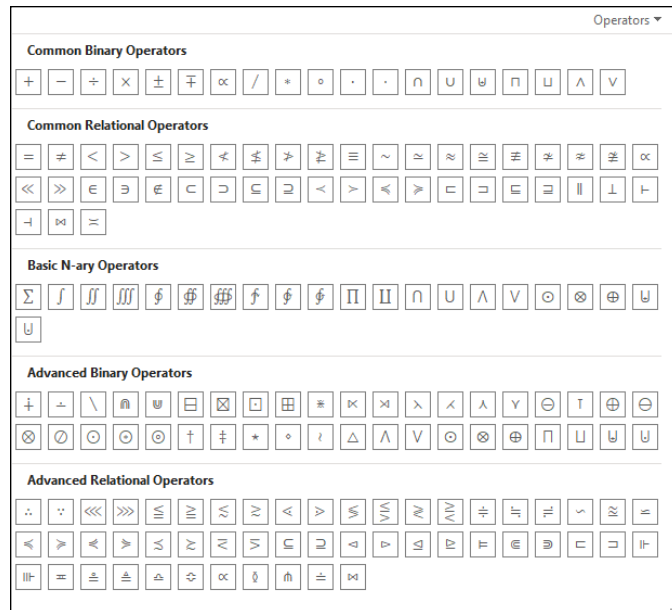 Operators ▼
Common Binary Operators
+ − ÷ × ± ∓ ∝ / * ∘ ∙ ⋅ ∩ ∪ ⊎ ⊓ ⊔ ∧ ∨
Common Relational Operators
= ≠ < > ≤ ≥ ≮ ≰ ≯ ≱ ≡ ∼ ≃ ≈ ≅ ≢ ≄ ≉ ≇ ∝
≪ ≫ ∈ ∋ ∉ ⊂ ⊃ ⊆ ⊇ ≺ ≻ ≼ ≽ ⊏ ⊐ ⊑ ⊒ ∥ ⊥ ⊢
⊣ ⋈ ≍
Basic N-ary Operators
∑ ∫ ∬ ∭ ∮ ∯ ∰ ∱ ∲ ∳ ∏ ∐ ⋂ ⋃ ⋀ ⋁ ⨀ ⨂ ⨁ ⨄
⨃
Advanced Binary Operators
∔ ∸ ∖ ⋒ ⋓ ⊟ ⊠ ⊡ ⊞ ⋇ ⋉ ⋊ ⋋ ⋌ ⋏ ⋎ ⊝ ⊺ ⊕ ⊖
⊗ ⊘ ⊙ ⊛ ⊚ † ‡ ⋆ ⋄ ≀ △ ⋀ ⋁ ⨀ ⨂ ⨁ ⨅ ⨆ ⨄ ⨃
Advanced Relational Operators
∴ ∵ ⋘ ⋙ ≦ ≧ ≲ ≳ ⋖ ⋗ ≶ ⋚ ≷ ⋛ ≑ ≒ ≓ ∽ ≊ ⋍
≼ ≽ ⋞ ⋟ ≾ ≿ ⋜ ⋝ ⊆ ⊇ ⊲ ⊳ ⊴ ⊵ ⊨ ⋐ ⋑ ⊏ ⊐ ⊩
⊪ ≖ ≗ ≜ ≏ ≎ ∝ ≬ ⋔ ≐ ⋈